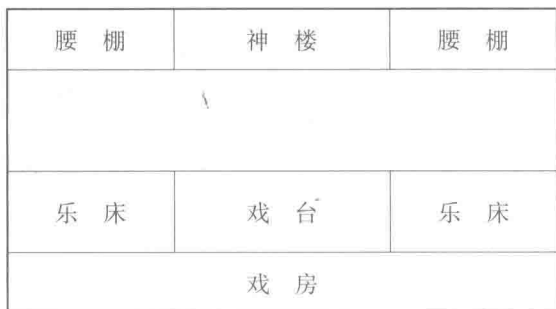 腰 棚 神 楼 腰 棚
乐 床 戏 台 乐 床
戏 房